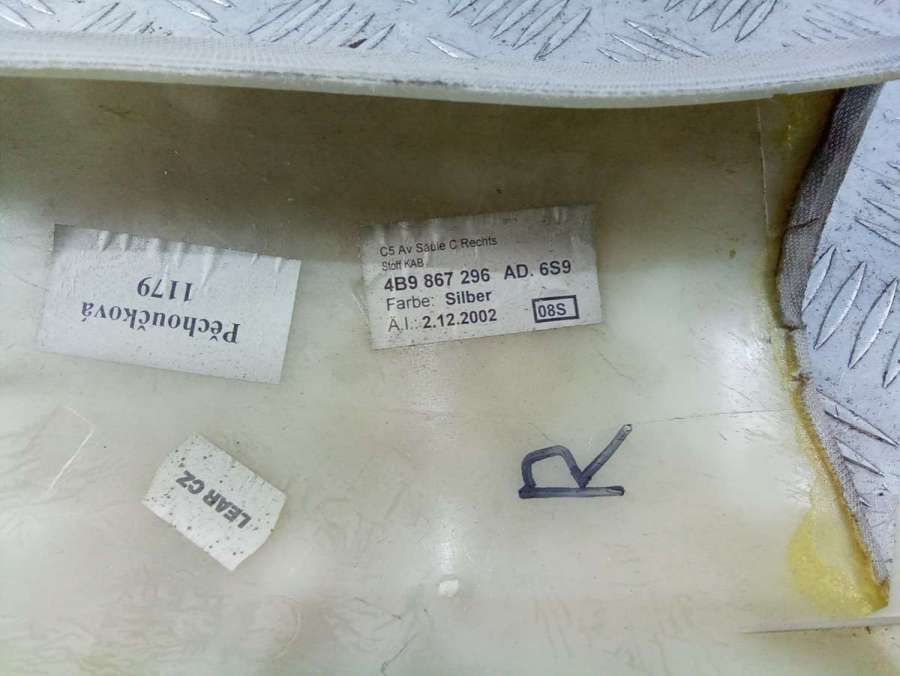 C5 Av Säule C Rechts
Stoff KAB
4B9 867 296 AD. 6S9
Farbe: Silber
Ä.I.: 2.12.2002 08S
Pěchoučková
1179
LEAR CZ
R